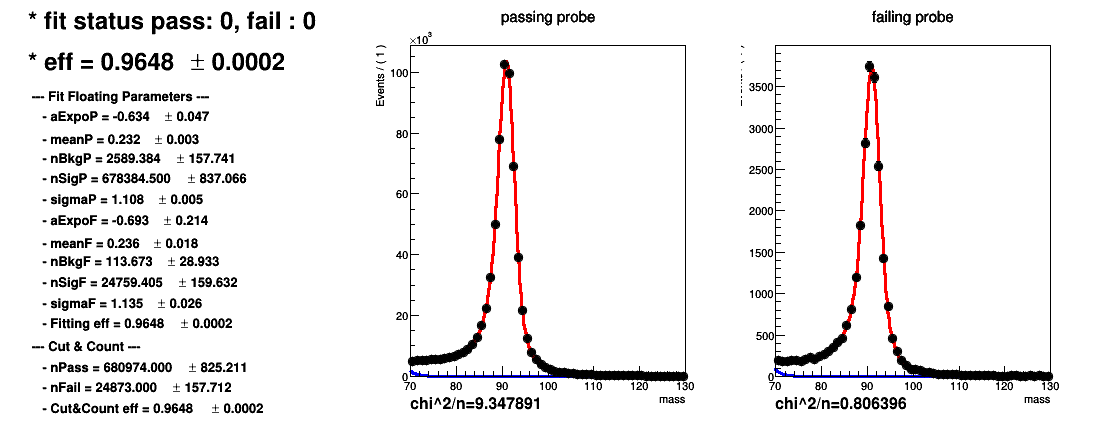 * fit status pass: 0, fail : 0
* eff = 0.9648 ± 0.0002
--- Fit Floating Parameters ---
- aExpoP = -0.634 ± 0.047
- meanP = 0.232 ± 0.003
- nBkgP = 2589.384 ± 157.741
- nSigP = 678384.500 ± 837.066
- sigmaP = 1.108 ± 0.005
- aExpoF = -0.693 ± 0.214
- meanF = 0.236 ± 0.018
- nBkgF = 113.673 ± 28.933
- nSigF = 24759.405 ± 159.632
- sigmaF = 1.135 ± 0.026
- Fitting eff = 0.9648 ± 0.0002
--- Cut & Count ---
- nPass = 680974.000 ± 825.211
- nFail = 24873.000 ± 157.712
- Cut&Count eff = 0.9648 ± 0.0002
passing probe
×10³
Events / ( 1 )
100
80
60
40
20
0
70 80 90 100 110 120 130
mass
chi^2/n=9.347891
failing probe
3500
3000
2500
2000
1500
1000
500
0
70 80 90 100 110 120 130
mass
chi^2/n=0.806396